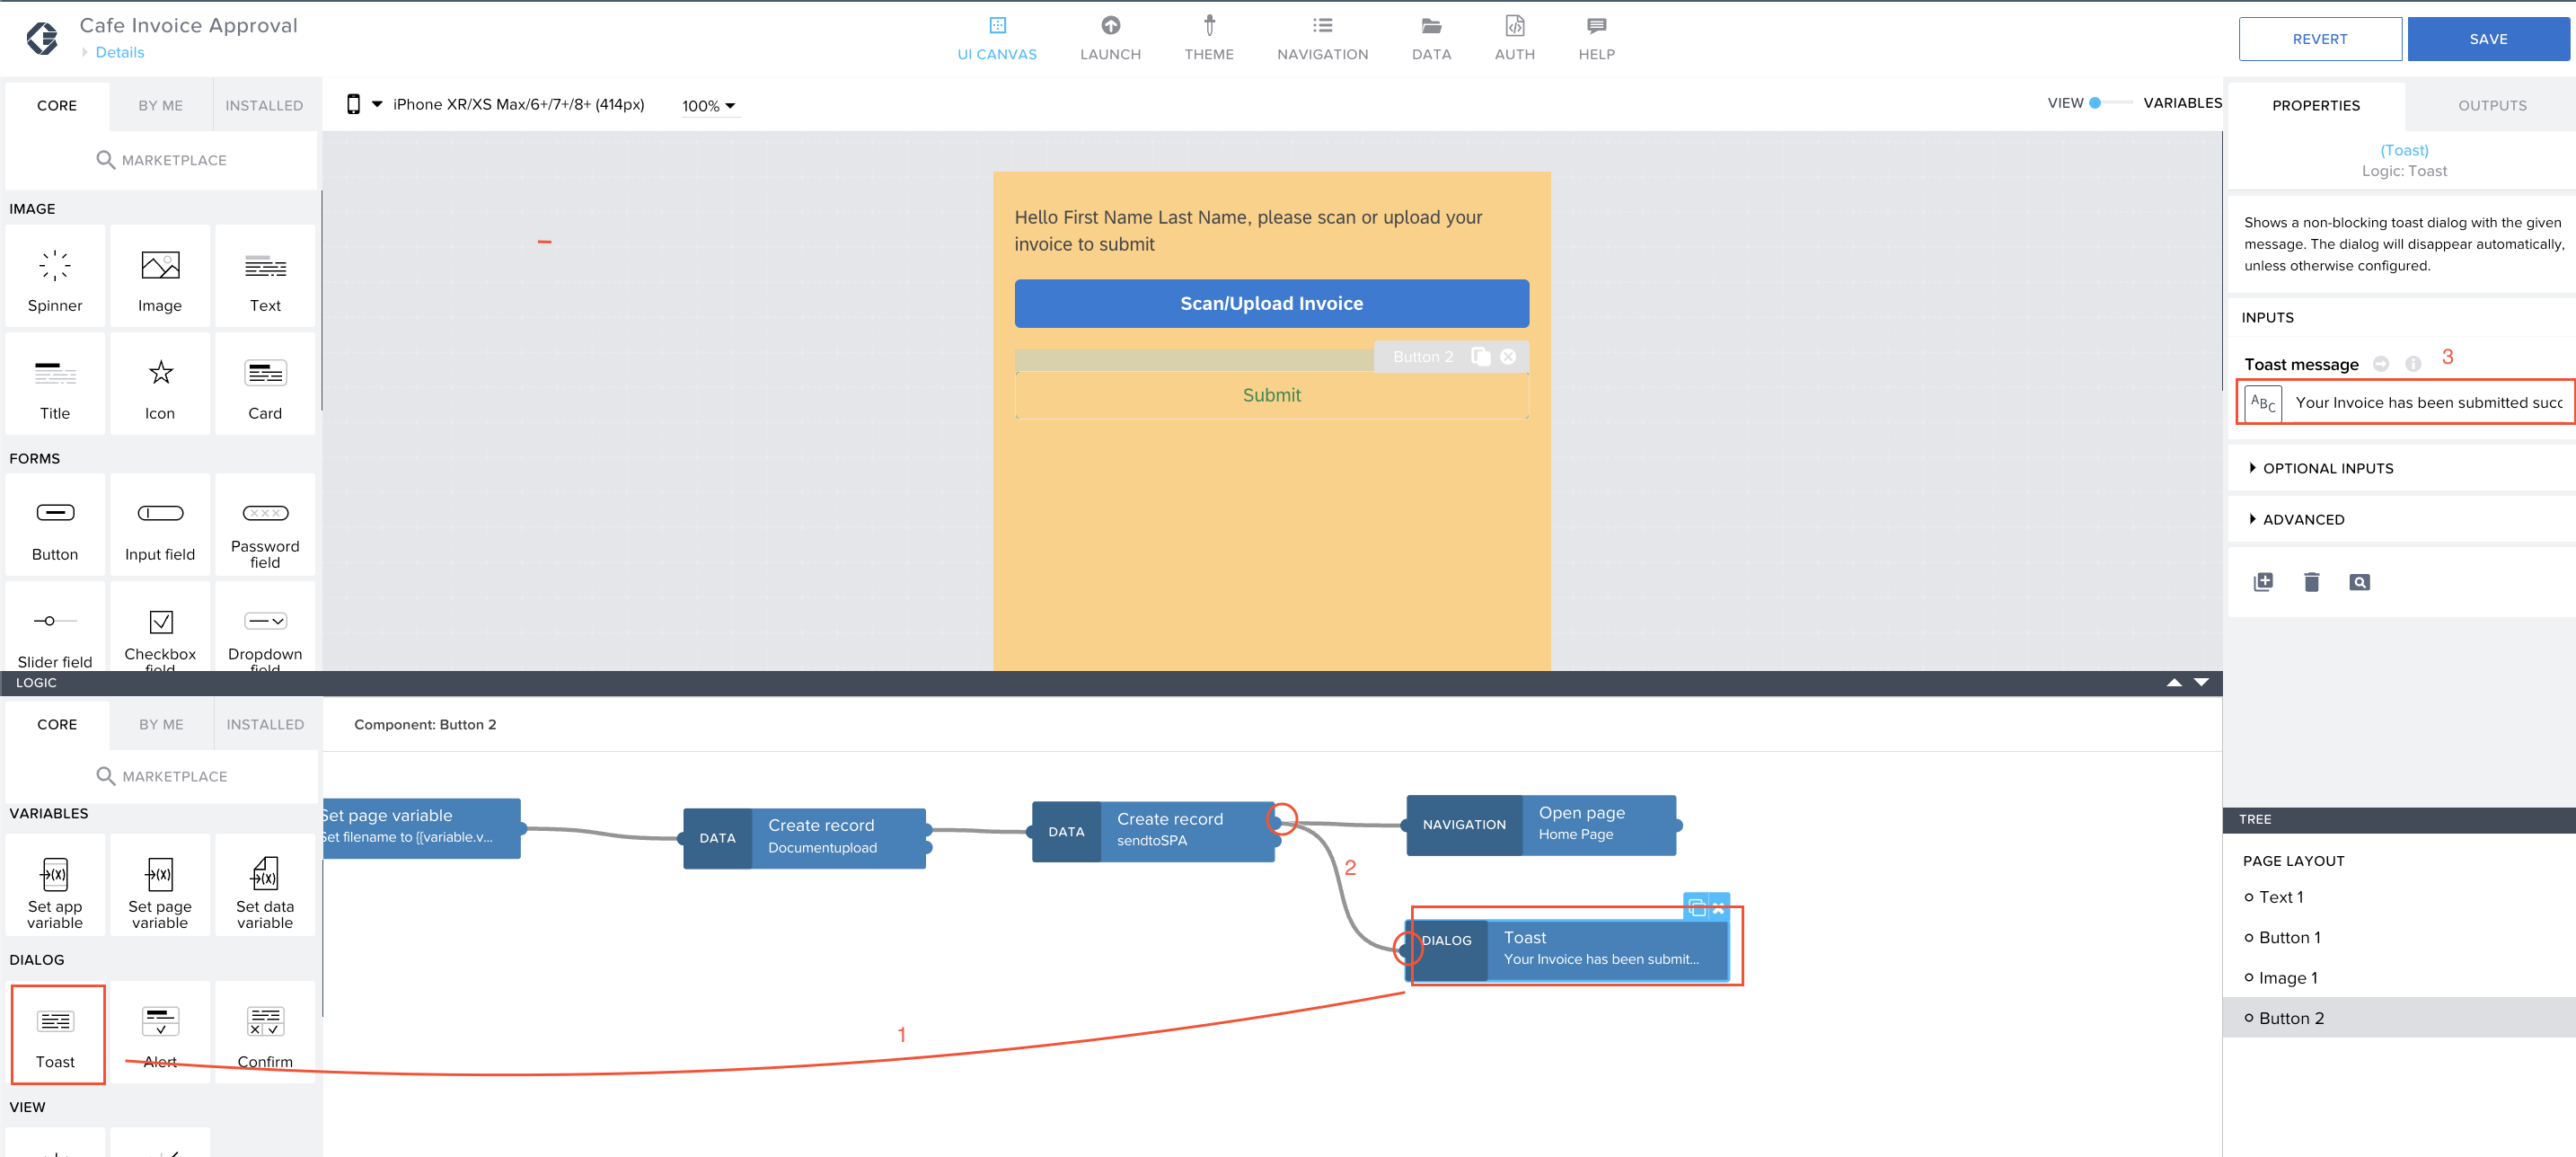 Cafe Invoice Approval
Details
UI CANVAS
LAUNCH
THEME
NAVIGATION
DATA
AUTH
HELP
REVERT
SAVE
CORE
BY ME
INSTALLED
MARKETPLACE
IMAGE
Spinner
Image
Text
Title
Icon
Card
FORMS
Button
Input field
Password
field
Slider field
Checkbox
field
Dropdown
field
iPhone XR/XS Max/6+/7+/8+ (414px)
100%
VIEW
VARIABLES
Hello First Name Last Name, please scan or upload your
invoice to submit
Scan/Upload Invoice
Button 2
Submit
PROPERTIES
OUTPUTS
(Toast)
Logic: Toast
Shows a non-blocking toast dialog with the given
message. The dialog will disappear automatically,
unless otherwise configured.
INPUTS
Toast message
3
ABC
Your Invoice has been submitted succ
OPTIONAL INPUTS
ADVANCED
LOGIC
CORE
BY ME
INSTALLED
MARKETPLACE
VARIABLES
Set app
variable
Set page
variable
Set data
variable
DIALOG
Toast
Alert
Confirm
VIEW
Component: Button 2
Set page variable
Set filename to {{variable.v...
DATA
Create record
Documentupload
DATA
Create record
sendtoSPA
NAVIGATION
Open page
Home Page
2
DIALOG
Toast
Your Invoice has been submit...
1
TREE
PAGE LAYOUT
Text 1
Button 1
Image 1
Button 2